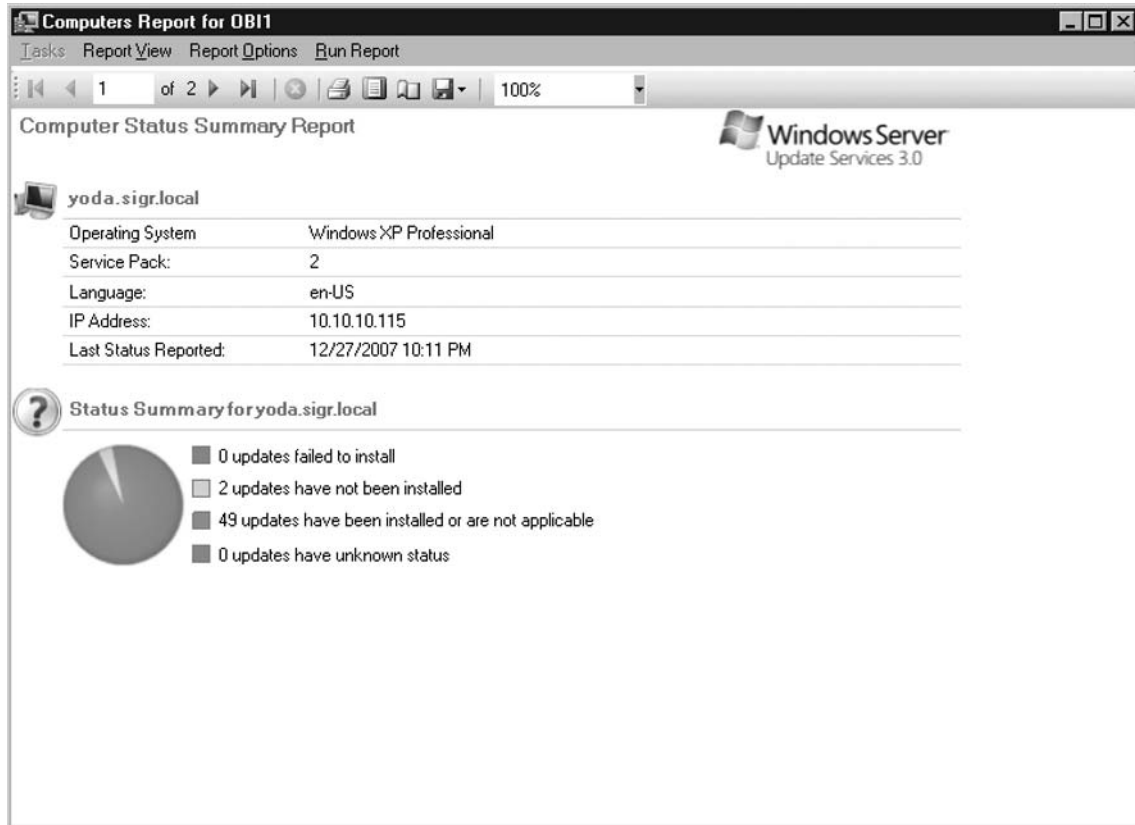 Computers Report for OBI1
Tasks Report View Report Options Run Report
1 of 2 100%
Computer Status Summary Report
Windows Server
Update Services 3.0
yoda.sigr.local
Operating System Windows XP Professional
Service Pack: 2
Language: en-US
IP Address: 10.10.10.115
Last Status Reported: 12/27/2007 10:11 PM
Status Summary for yoda.sigr.local
0 updates failed to install
2 updates have not been installed
49 updates have been installed or are not applicable
0 updates have unknown status